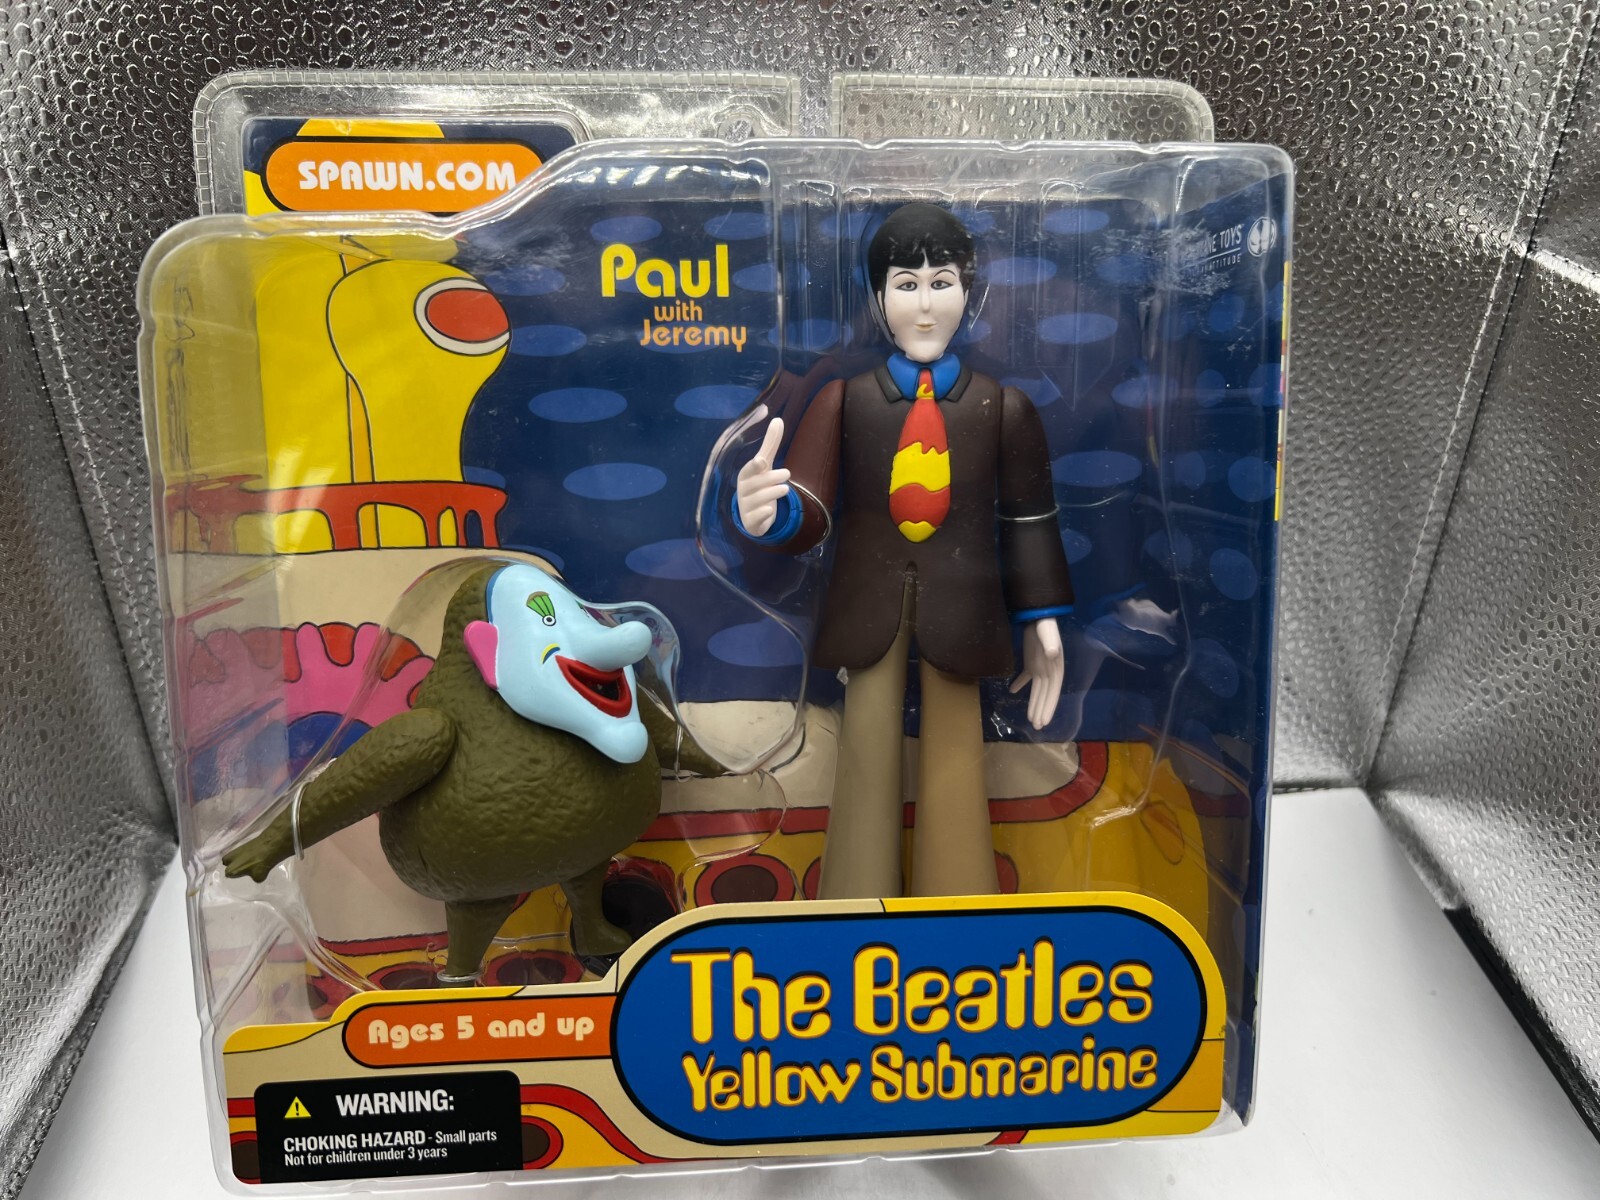 SPAWN.COM
Paul
with
Jeremy
TOYS
Ages 5 and up
The Beatles
Yellow Submarine
WARNING:
CHOKING HAZARD - Small parts
Not for children under 3 years